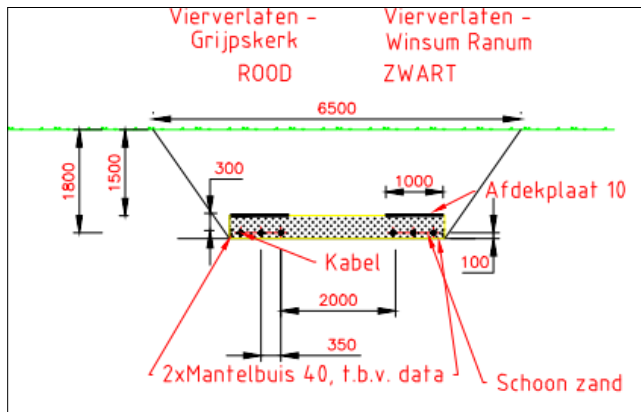 Vierverlaten -
Grijpskerk
ROOD
Vierverlaten -
Winsum Ranum
ZWART
6500
1800
1500
300
1000
Afdekplaat 10
Kabel
100
2000
350
2xMantelbuis 40, t.b.v. data
Schoon zand